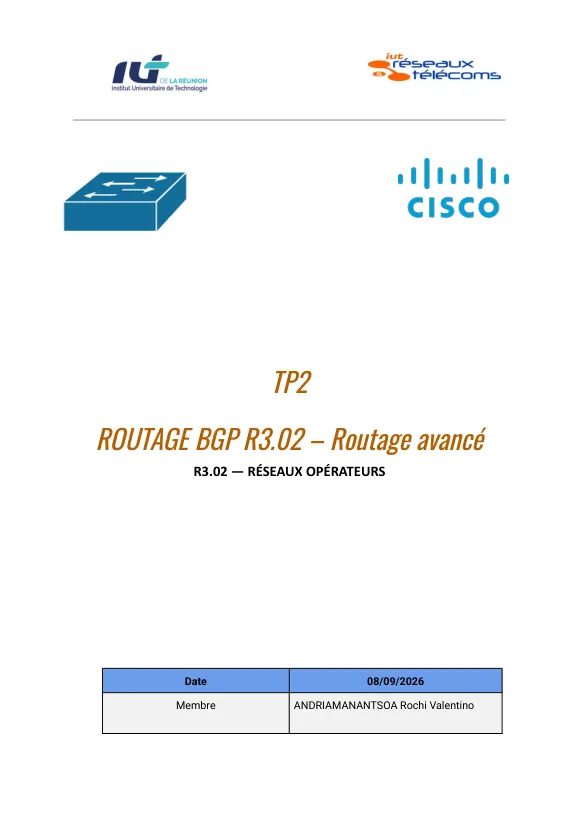 iut
DE LA RÉUNION
Institut Universitaire de Technologie
iut
réseaux
& télécoms
CISCO
TP2
ROUTAGE BGP R3.02 – Routage avancé
R3.02 — RÉSEAUX OPÉRATEURS
Date 08/09/2026
Membre ANDRIAMANANTSOA Rochi Valentino